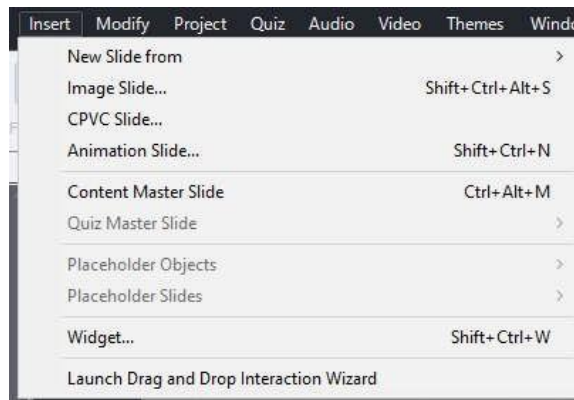 Insert Modify Project Quiz Audio Video Themes
New Slide from
Image Slide... Shift+Ctrl+Alt+S
CPVC Slide...
Animation Slide... Shift+Ctrl+N
Content Master Slide Ctrl+Alt+M
Quiz Master Slide
Placeholder Objects
Placeholder Slides
Widget... Shift+Ctrl+W
Launch Drag and Drop Interaction Wizard